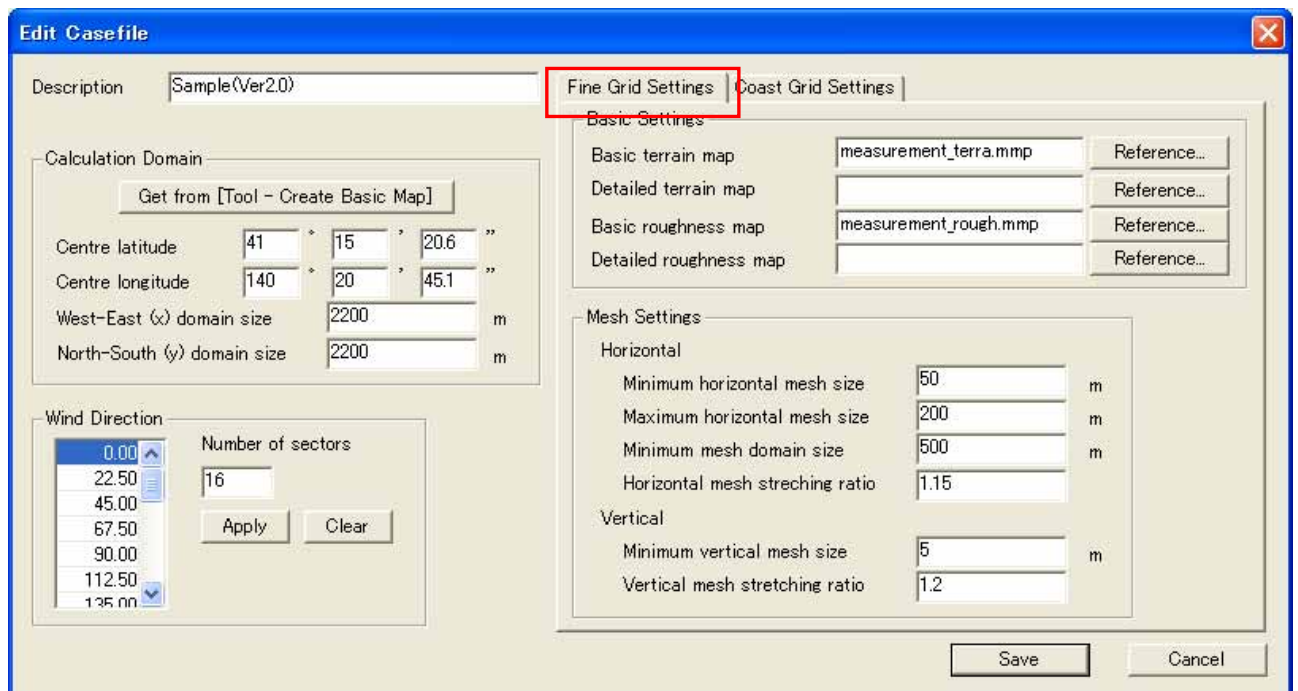 Edit Casefile
Description Sample(Ver2.0)
Calculation Domain
Get from [Tool - Create Basic Map]
Centre latitude 41 ° 15 ’ 20.6 ”
Centre longitude 140 ° 20 ’ 45.1 ”
West-East (x) domain size 2200 m
North-South (y) domain size 2200 m
Wind Direction
0.00
22.50
45.00
67.50
90.00
112.50
135.00
Number of sectors
16
Apply Clear
Fine Grid Settings Coast Grid Settings
Basic Settings
Basic terrain map measurement_terra.mmp Reference...
Detailed terrain map Reference...
Basic roughness map measurement_rough.mmp Reference...
Detailed roughness map Reference...
Mesh Settings
Horizontal
Minimum horizontal mesh size 50 m
Maximum horizontal mesh size 200 m
Minimum mesh domain size 500 m
Horizontal mesh streching ratio 1.15
Vertical
Minimum vertical mesh size 5 m
Vertical mesh stretching ratio 1.2
Save Cancel